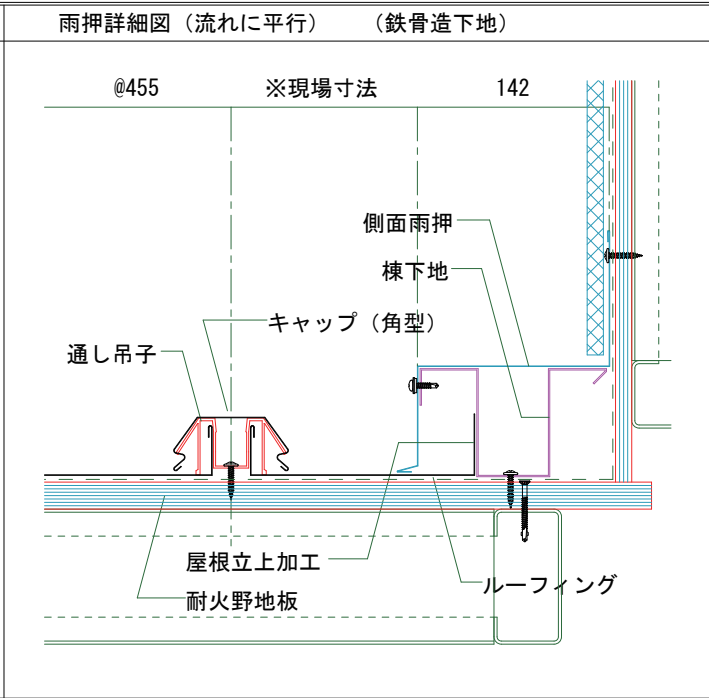 雨押詳細図（流れに平行）　（鉄骨造下地）
@455　※現場寸法　142
側面雨押
棟下地
キャップ（角型）
通し吊子
屋根立上加工
ルーフィング
耐火野地板